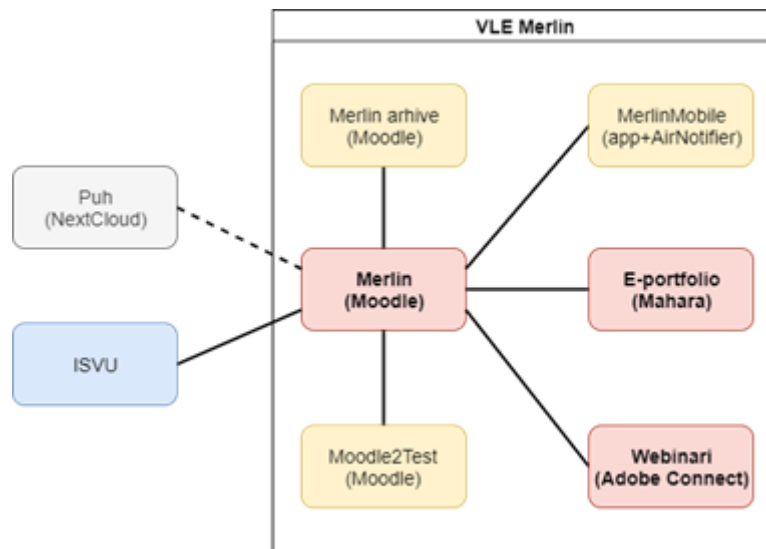 VLE Merlin
Merlin arhive
(Moodle)
MerlinMobile
(app+AirNotifier)
Puh
(NextCloud)
Merlin
(Moodle)
E-portfolio
(Mahara)
ISVU
Moodle2Test
(Moodle)
Webinari
(Adobe Connect)